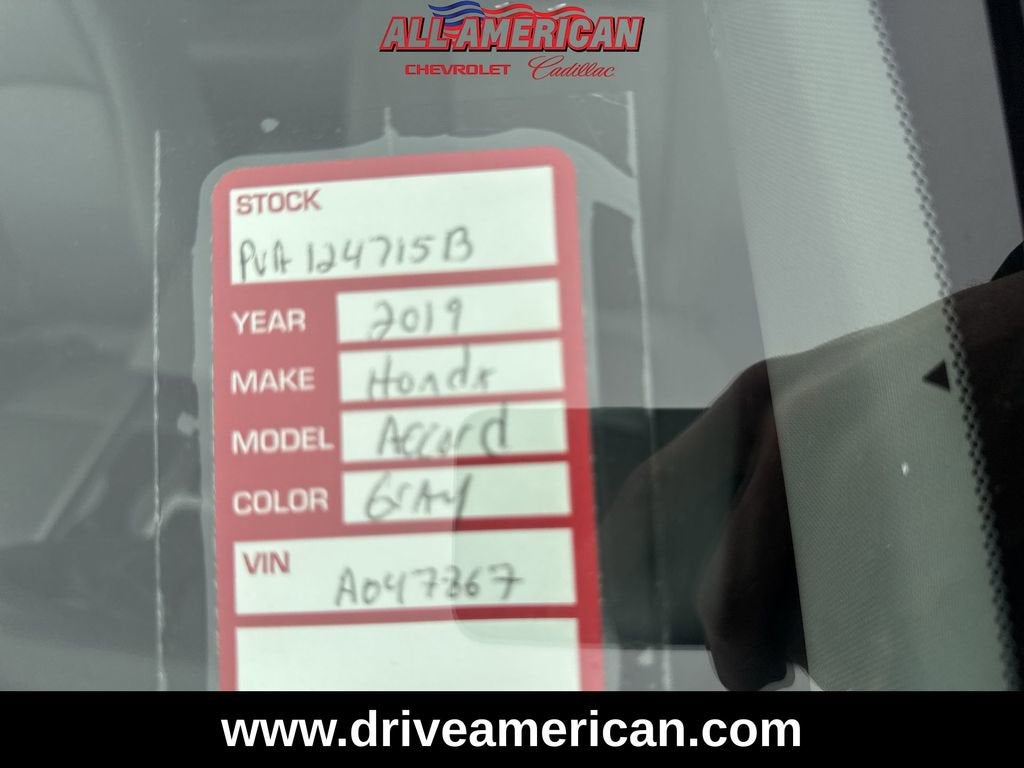 ALL AMERICAN
CHEVROLET Cadillac
STOCK
PVA 124715B
YEAR 2019
MAKE Honda
MODEL Accord
COLOR Gray
VIN
A047367
www.driveamerican.com